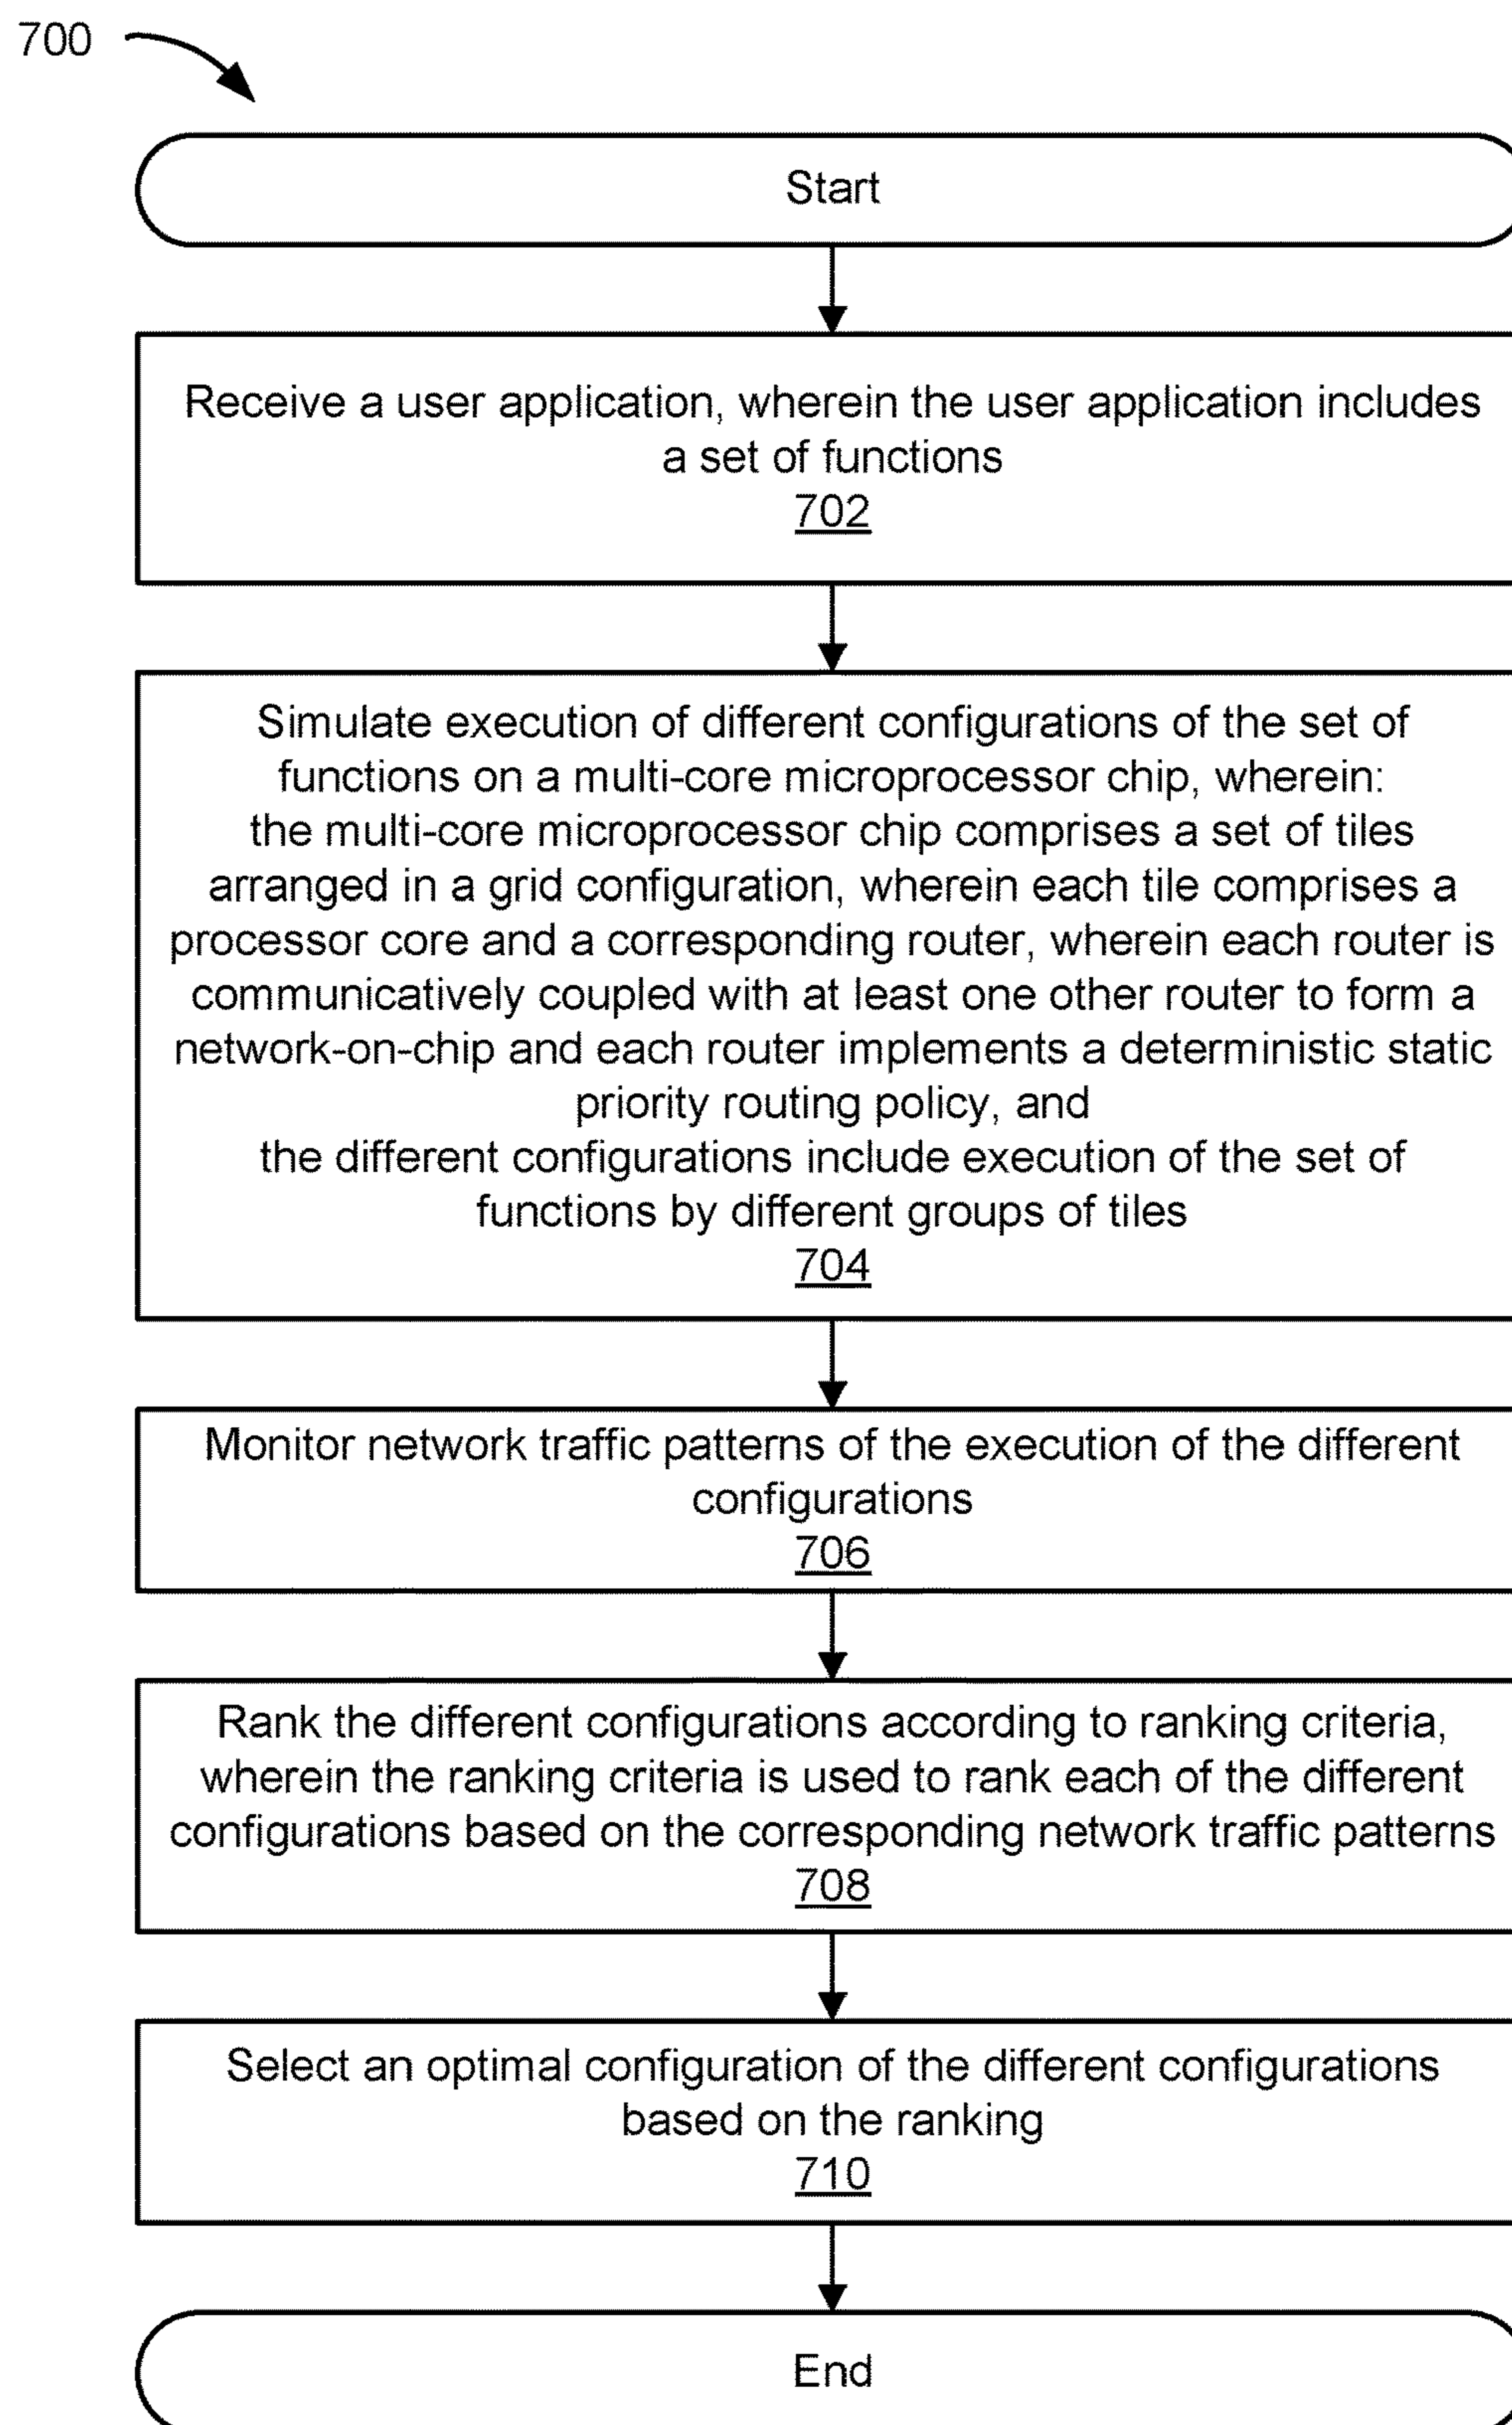 700
Start
Receive a user application, wherein the user application includes
a set of functions
702
Simulate execution of different configurations of the set of
functions on a multi-core microprocessor chip, wherein:
the multi-core microprocessor chip comprises a set of tiles
arranged in a grid configuration, wherein each tile comprises a
processor core and a corresponding router, wherein each router is
communicatively coupled with at least one other router to form a
network-on-chip and each router implements a deterministic static
priority routing policy, and
the different configurations include execution of the set of
functions by different groups of tiles
704
Monitor network traffic patterns of the execution of the different
configurations
706
Rank the different configurations according to ranking criteria,
wherein the ranking criteria is used to rank each of the different
configurations based on the corresponding network traffic patterns
708
Select an optimal configuration of the different configurations
based on the ranking
710
End